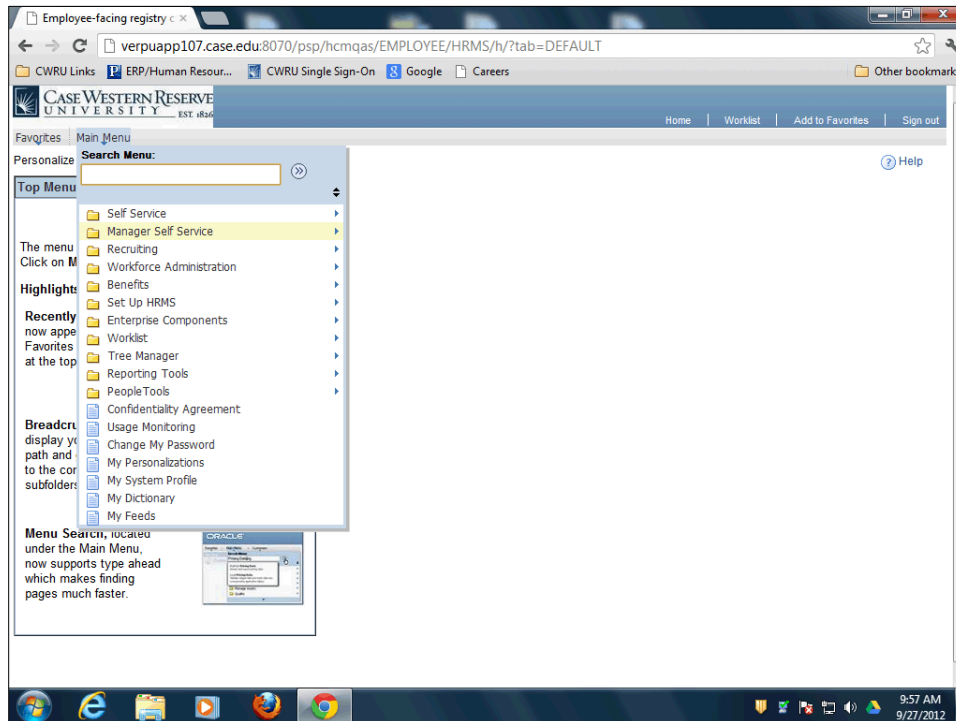 Employee-facing registry c
verpuapp107.case.edu:8070/psp/hcmqas/EMPLOYEE/HRMS/h/?tab=DEFAULT
CWRU Links ERP/Human Resour... CWRU Single Sign-On Google Careers Other bookmark
CASE WESTERN RESERVE
UNIVERSITY EST. 1826
Home | Worklist | Add to Favorites | Sign out
Favorites Main Menu
Personalize
Help
Search Menu:
Top Menu
Self Service
Manager Self Service
Recruiting
Workforce Administration
Benefits
Set Up HRMS
Enterprise Components
Worklist
Tree Manager
Reporting Tools
PeopleTools
Confidentiality Agreement
Usage Monitoring
Change My Password
My Personalizations
My System Profile
My Dictionary
My Feeds
The menu
Click on M
Highlights
Recently
now appe
Favorites
at the top
Breadcru
display yo
path and
to the cor
subfolders
Menu Search, located
under the Main Menu,
now supports type ahead
which makes finding
pages much faster.
ORACLE
9:57 AM
9/27/2012